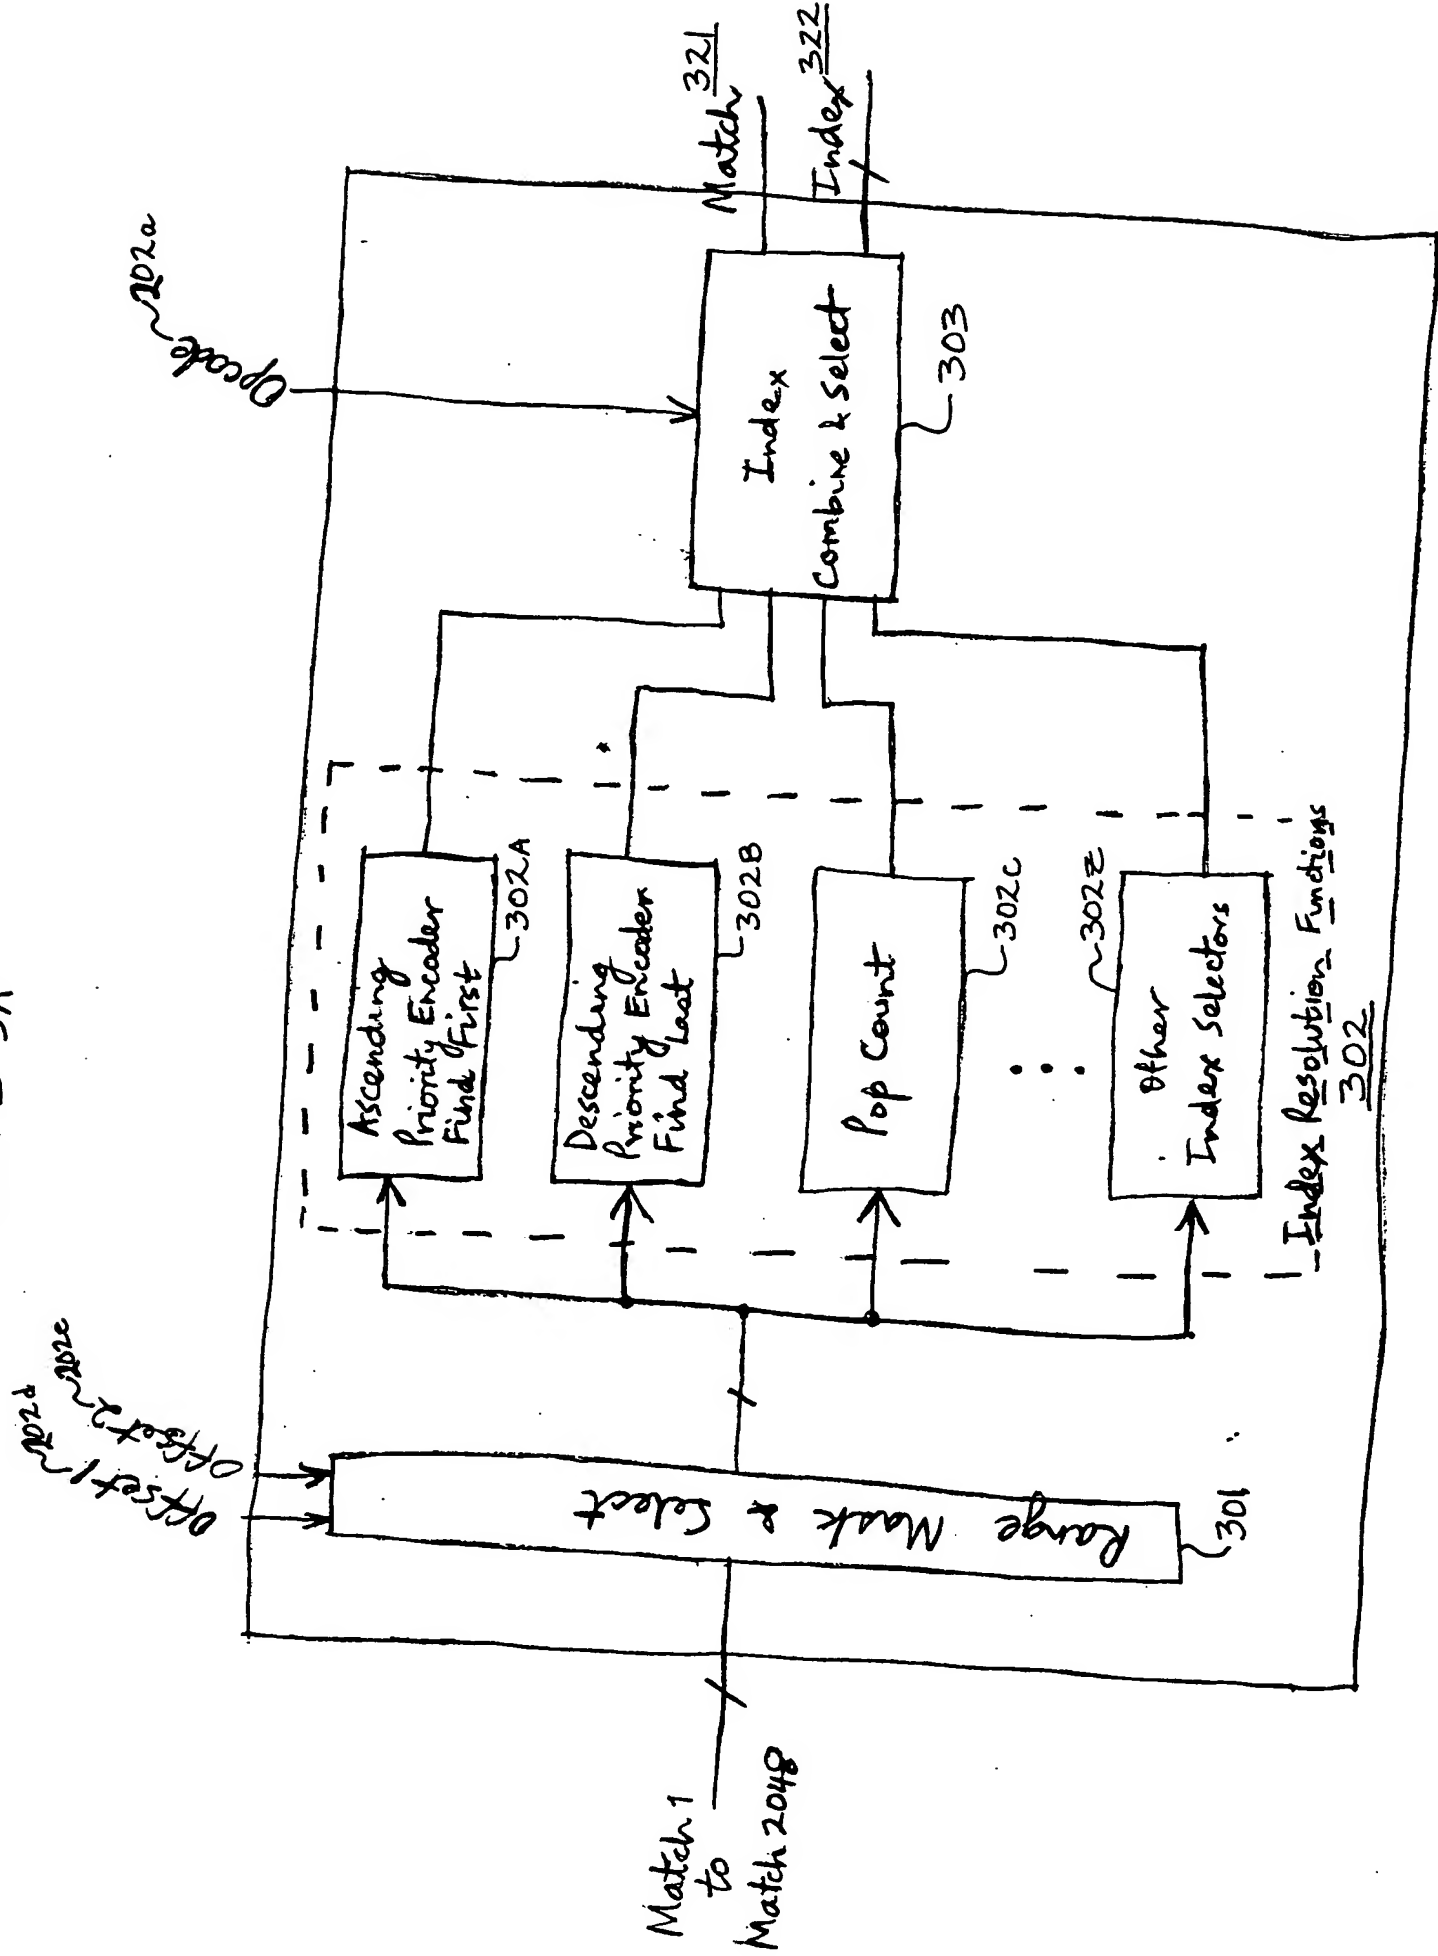 Match 1
to
Match 2048
Offset 1 202d
Offset 2 202e
Range Mask & Select
301
Ascending
Priority Encoder
Find First
302A
Descending
Priority Encoder
Find Last
302B
Pop Count
302C
Other
Index Selectors
302Z
Index Resolution Functions
302
Opcode 202a
Index
Combine & Select
303
Match 321
Index 322